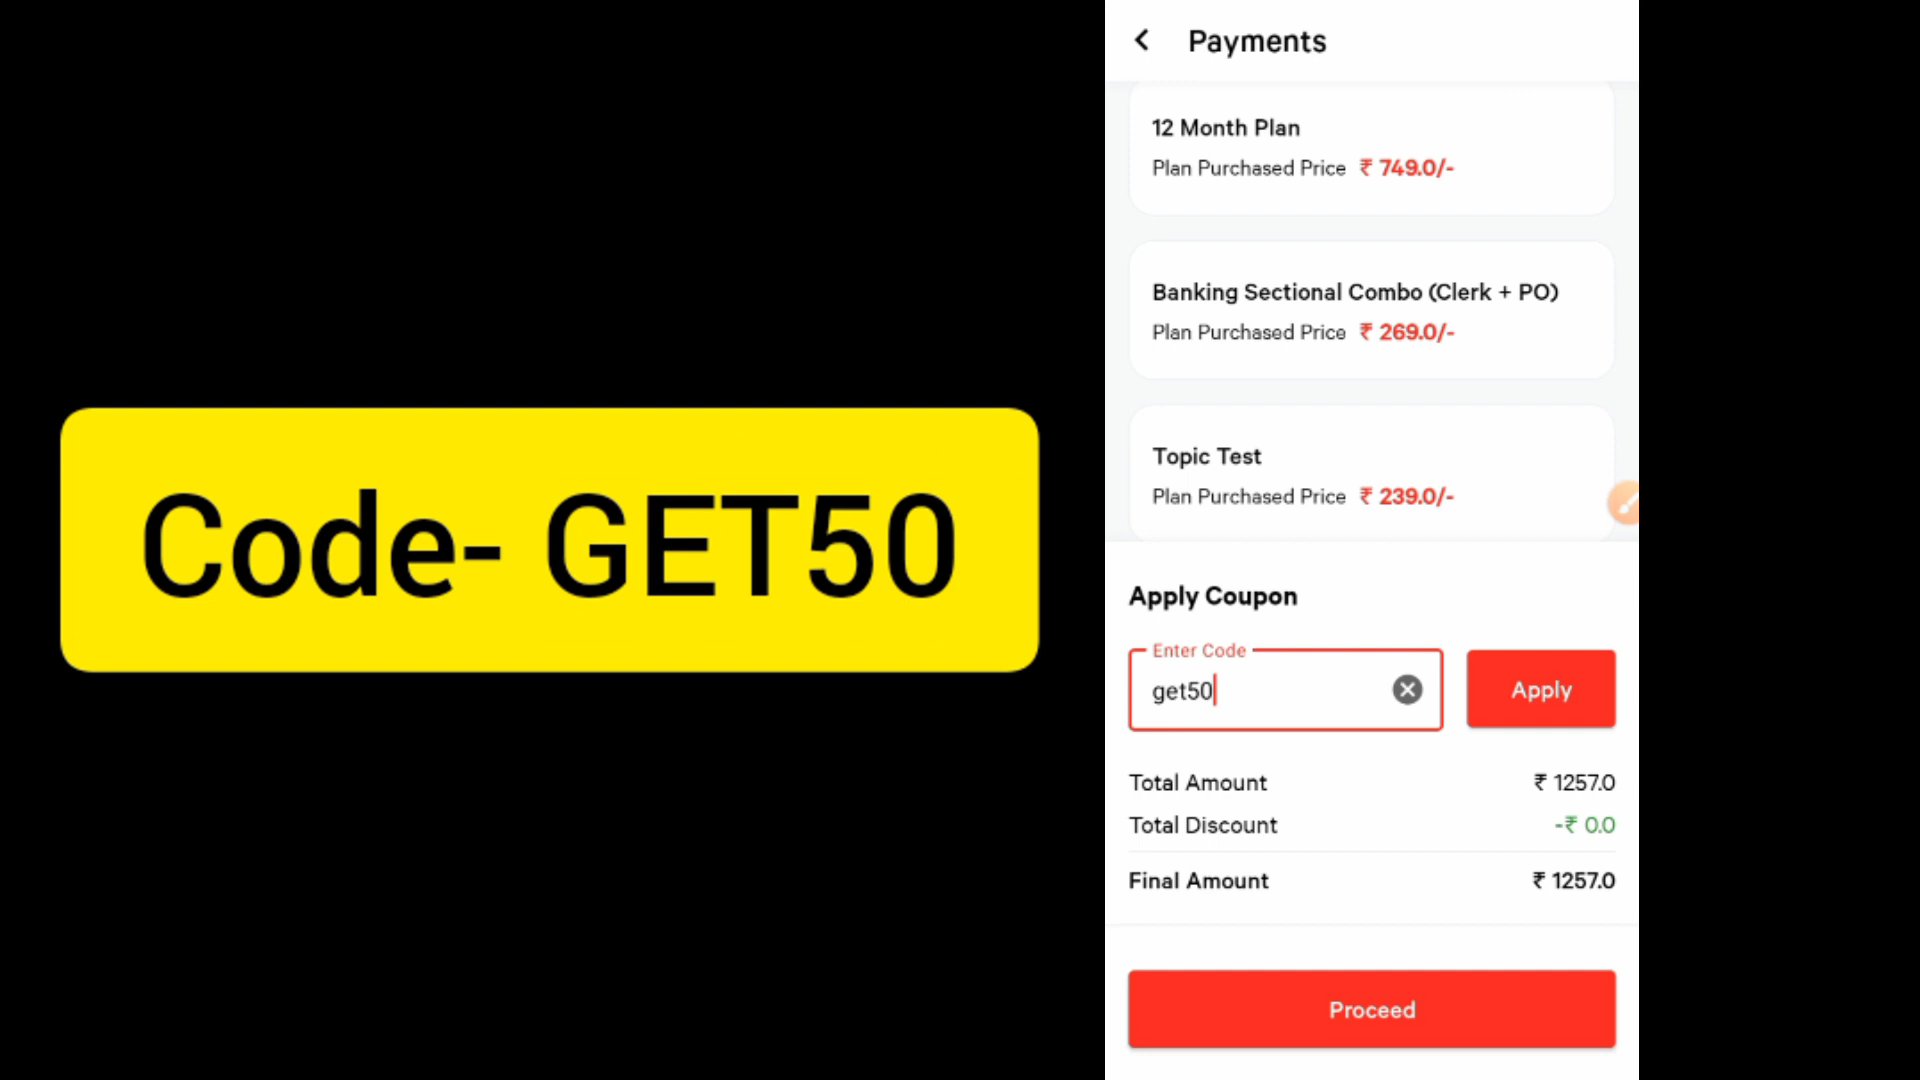 Code- GET50
Payments
12 Month Plan
Plan Purchased Price ₹ 749.0/-
Banking Sectional Combo (Clerk + PO)
Plan Purchased Price ₹ 269.0/-
Topic Test
Plan Purchased Price ₹ 239.0/-
Apply Coupon
Enter Code
get50
Apply
Total Amount ₹ 1257.0
Total Discount -₹ 0.0
Final Amount ₹ 1257.0
Proceed